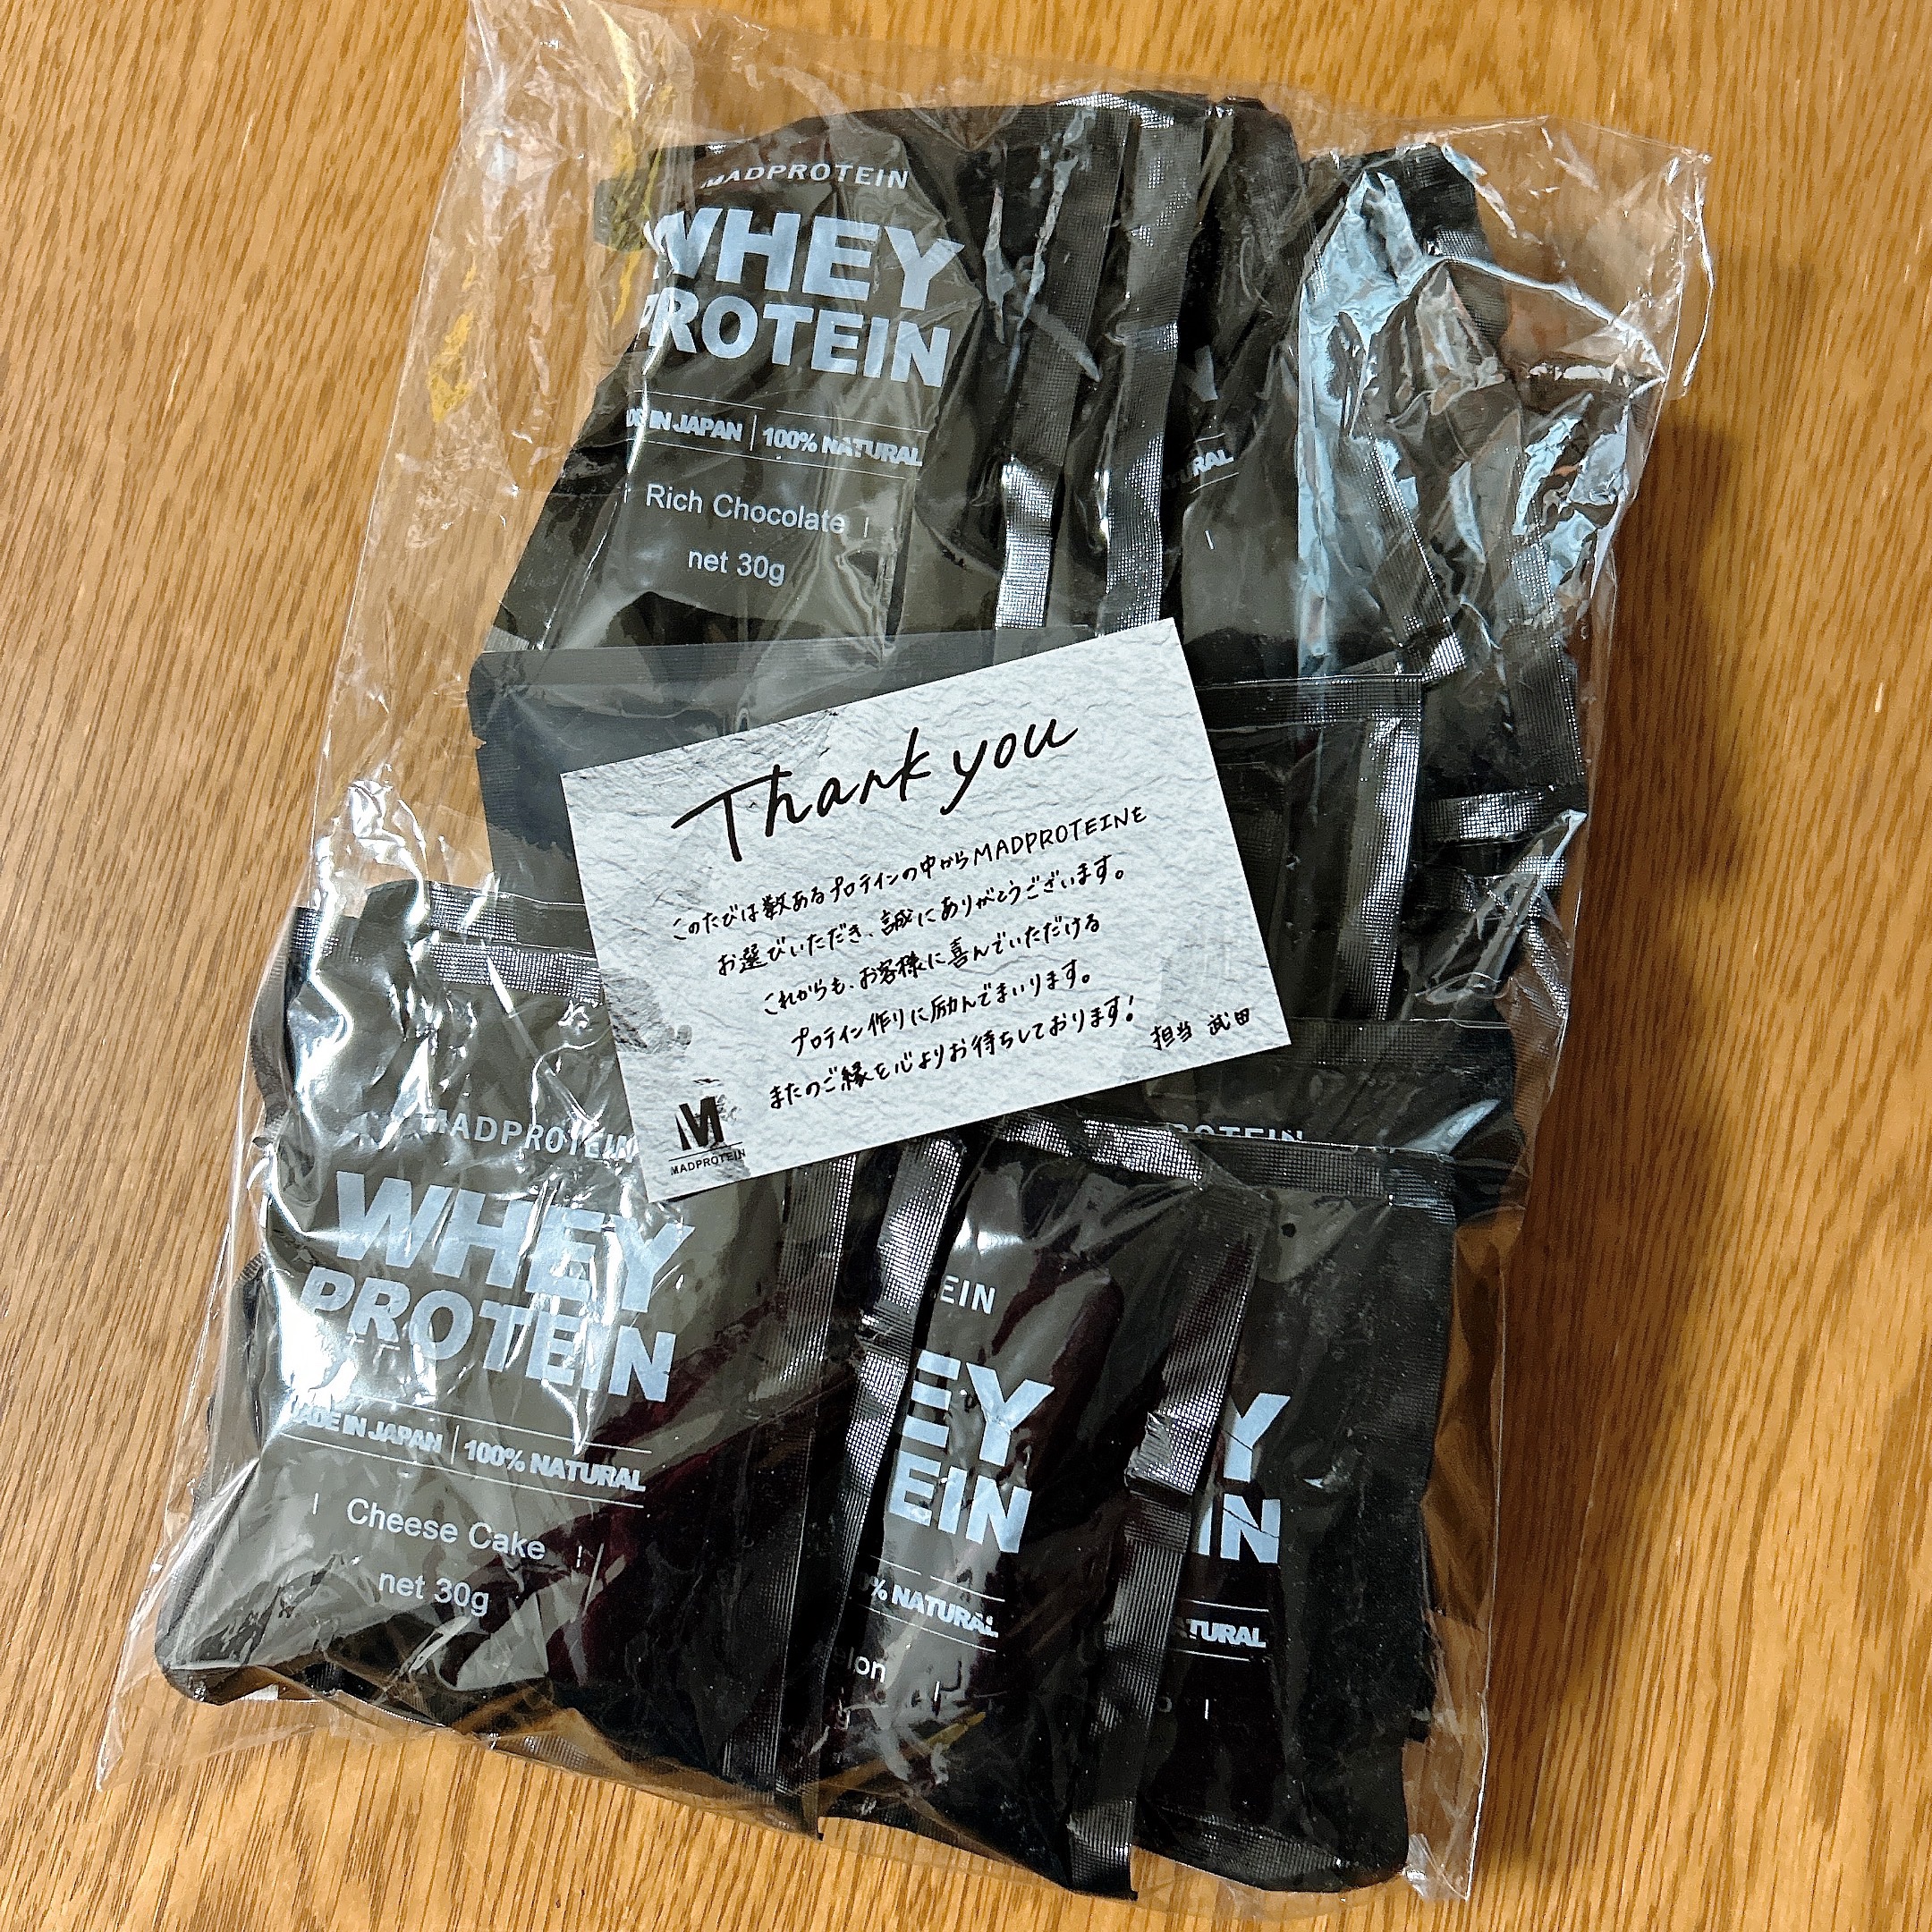 MADPROTEIN
WHEY
PROTEIN
IN JAPAN | 100% NATURAL
Rich Chocolate
net 30g
Thank you
このたびは数あるプロテインの中からMADPROTEINE
お選びいただき、誠にありがとうございます。
これからも、お客様に喜んでいただける
プロテイン作りに励んでまいります。
またのご縁を心よりお待ちしております!
担当 武田
M
MADPROTEIN
MADPROTEIN
WHEY
PROTEIN
MADE IN JAPAN | 100% NATURAL
Cheese Cake
net 30g
EIN
EY
EIN
% NATURAL
lon
g
Y
IN
TURAL